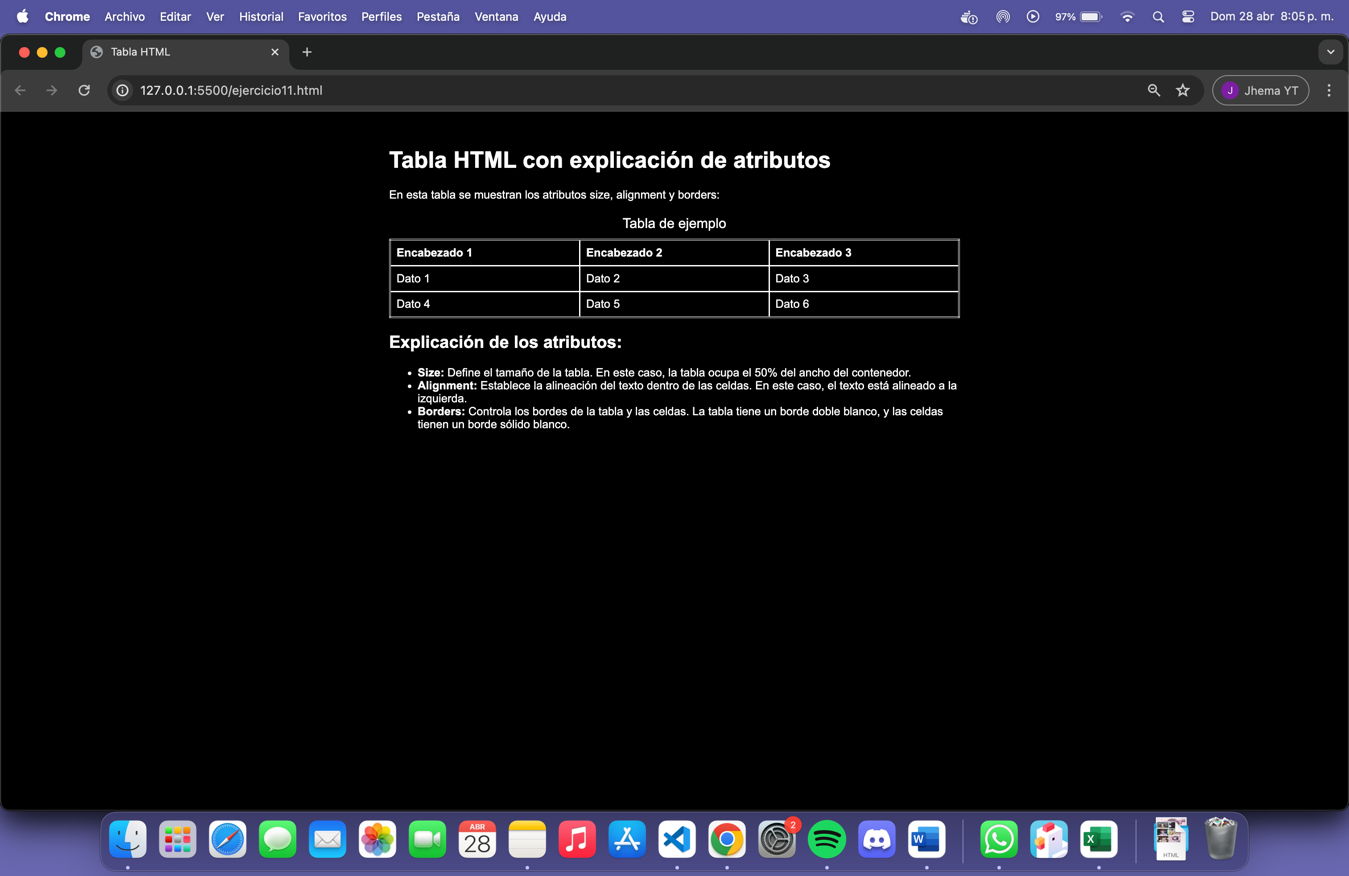 Chrome Archivo Editar Ver Historial Favoritos Perfiles Pestaña Ventana Ayuda 97% Dom 28 abr 8:05 p. m.
Tabla HTML
127.0.0.1:5500/ejercicio11.html J Jhema YT
Tabla HTML con explicación de atributos
En esta tabla se muestran los atributos size, alignment y borders:
Tabla de ejemplo
Encabezado 1 Encabezado 2 Encabezado 3
Dato 1 Dato 2 Dato 3
Dato 4 Dato 5 Dato 6
Explicación de los atributos:
• Size: Define el tamaño de la tabla. En este caso, la tabla ocupa el 50% del ancho del contenedor.
• Alignment: Establece la alineación del texto dentro de las celdas. En este caso, el texto está alineado a la
izquierda.
• Borders: Controla los bordes de la tabla y las celdas. La tabla tiene un borde doble blanco, y las celdas
tienen un borde sólido blanco.
ABR 2
28 W X
HTML